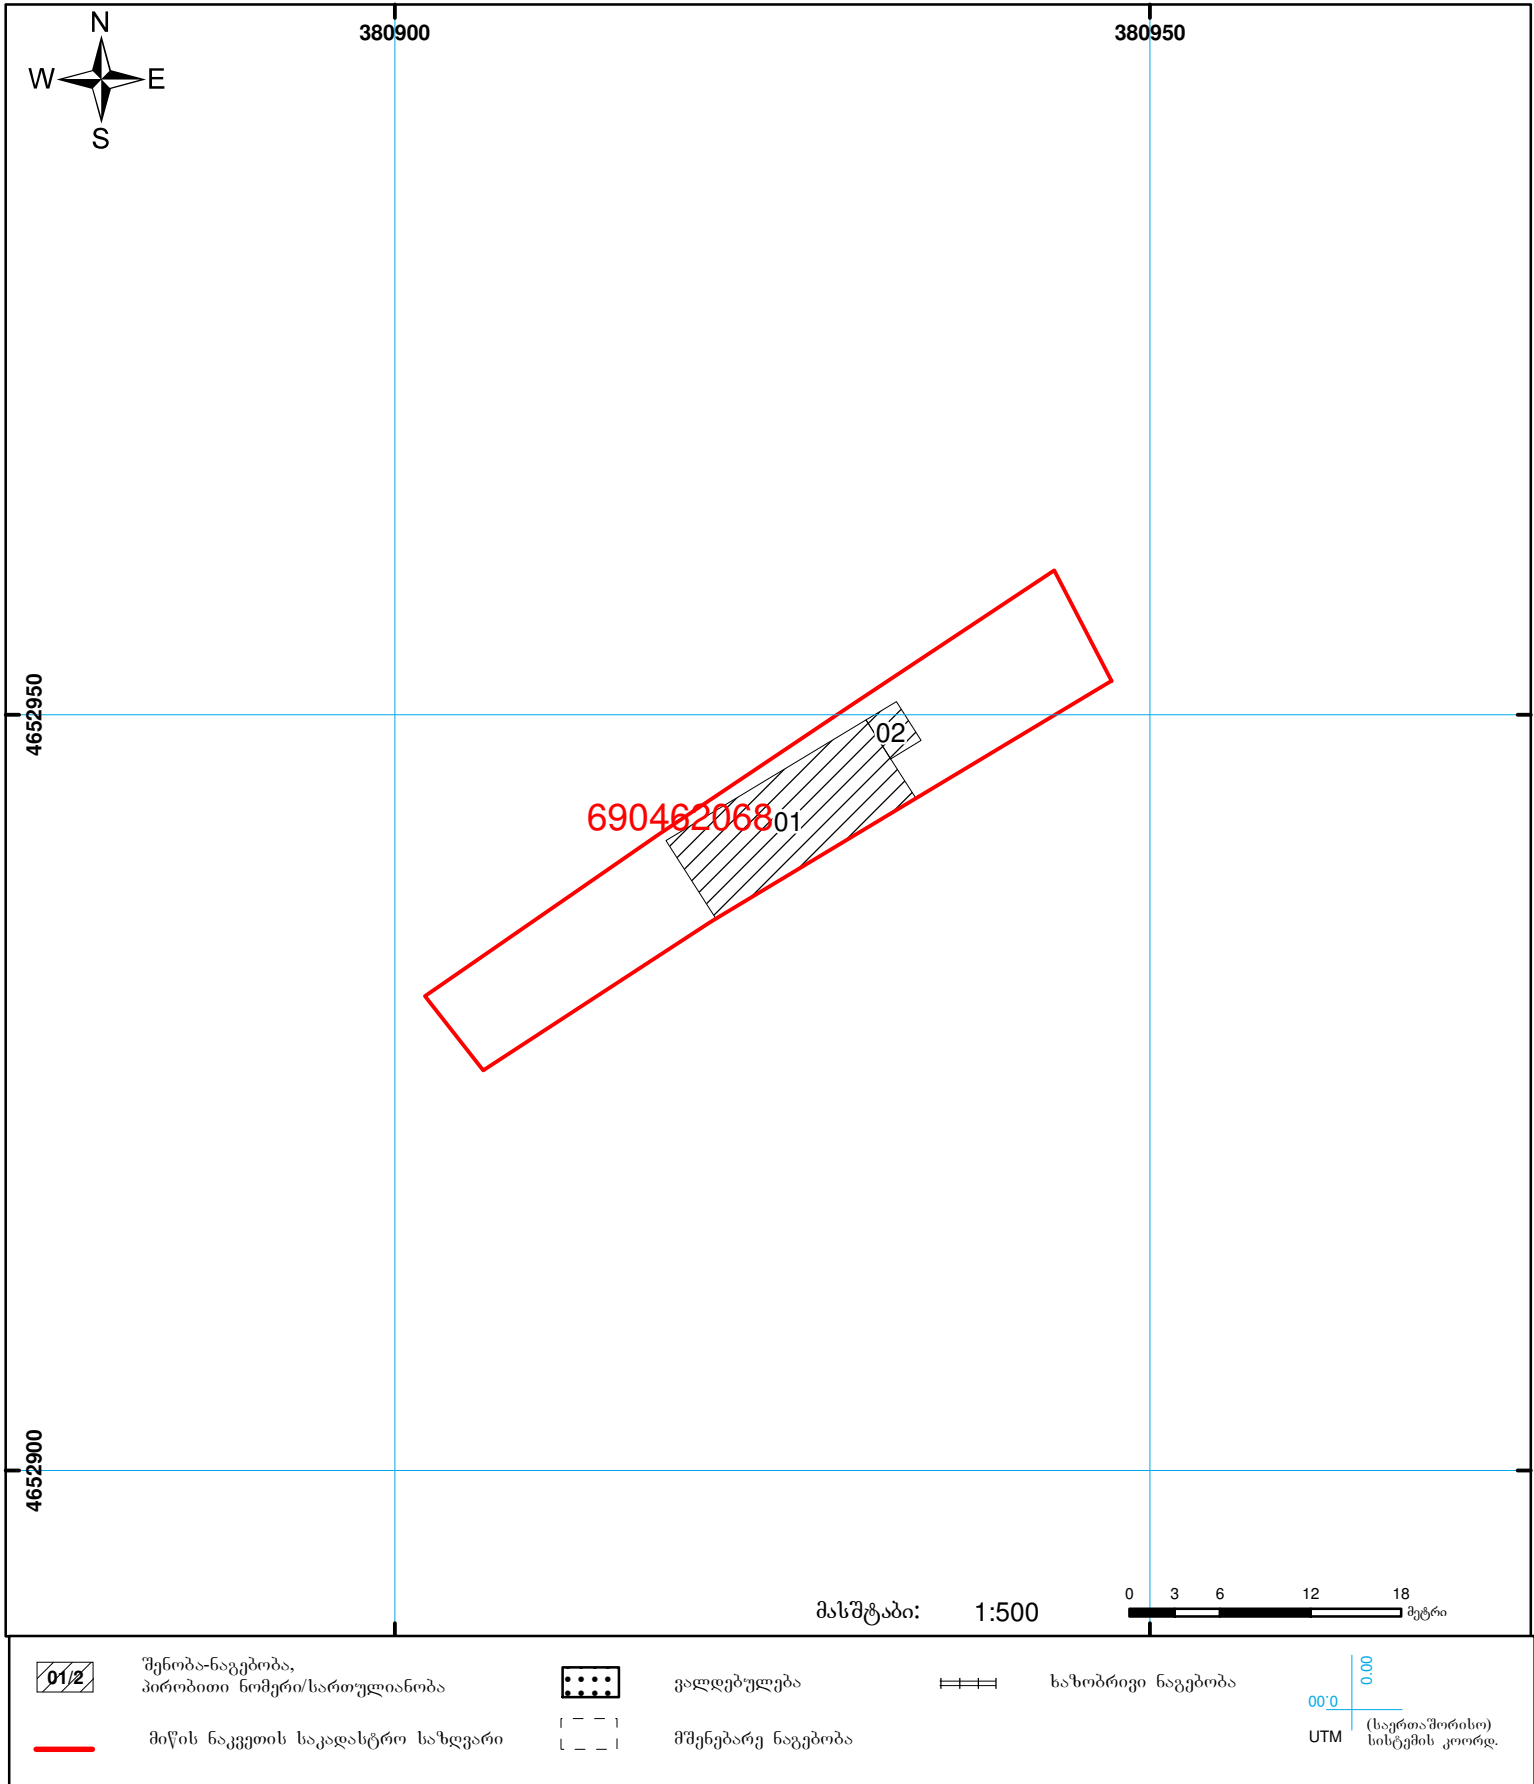 N
W E
S
380900 380950
4652950
02
690462068
01
4652900
მასშტაბი: 1:500
0 3 6 12 18
მეტრი
01/2
შენობა-ნაგებობა,
პირობითი ნომერი/სართულიანობა
ვალდებულება
ხაზობრივი ნაგებობა
მიწის ნაკვეთის საკადასტრო საზღვარი
მშენებარე ნაგებობა
0.00
00.0
UTM
(საერთაშორისო)
სისტემის კოორდ.